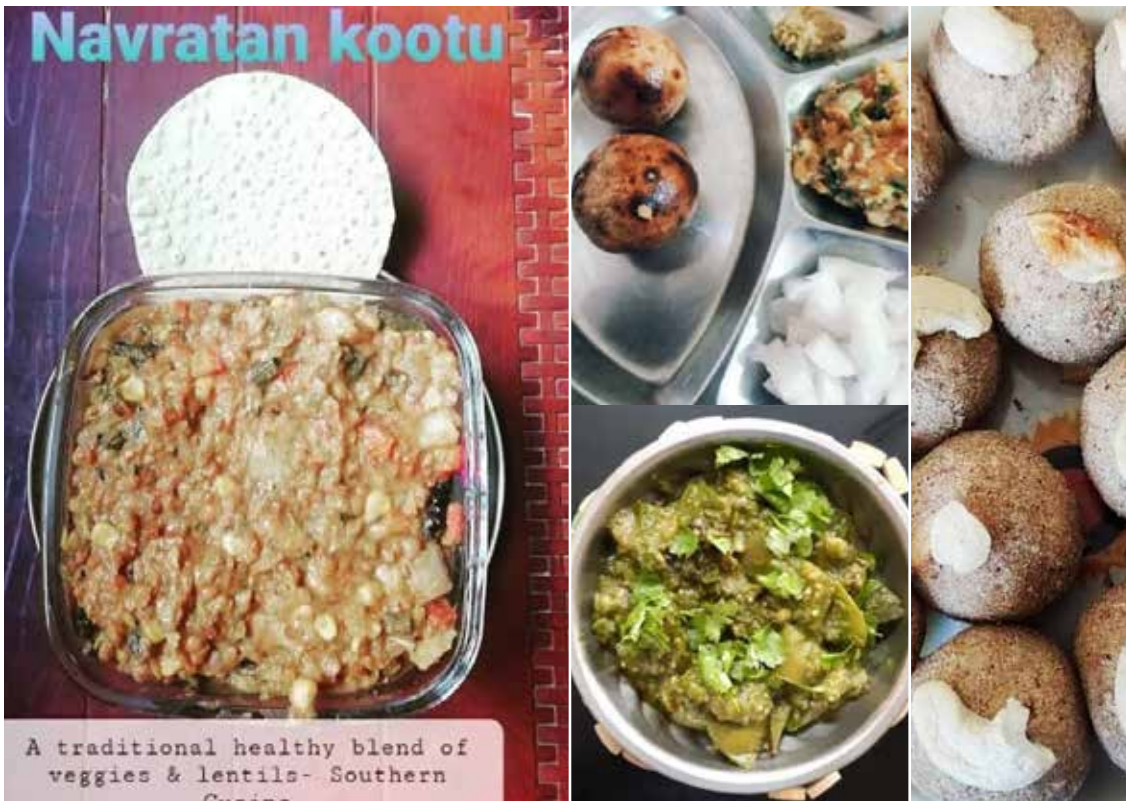 Navratan kootu
A traditional healthy blend of
veggies & lentils- Southern